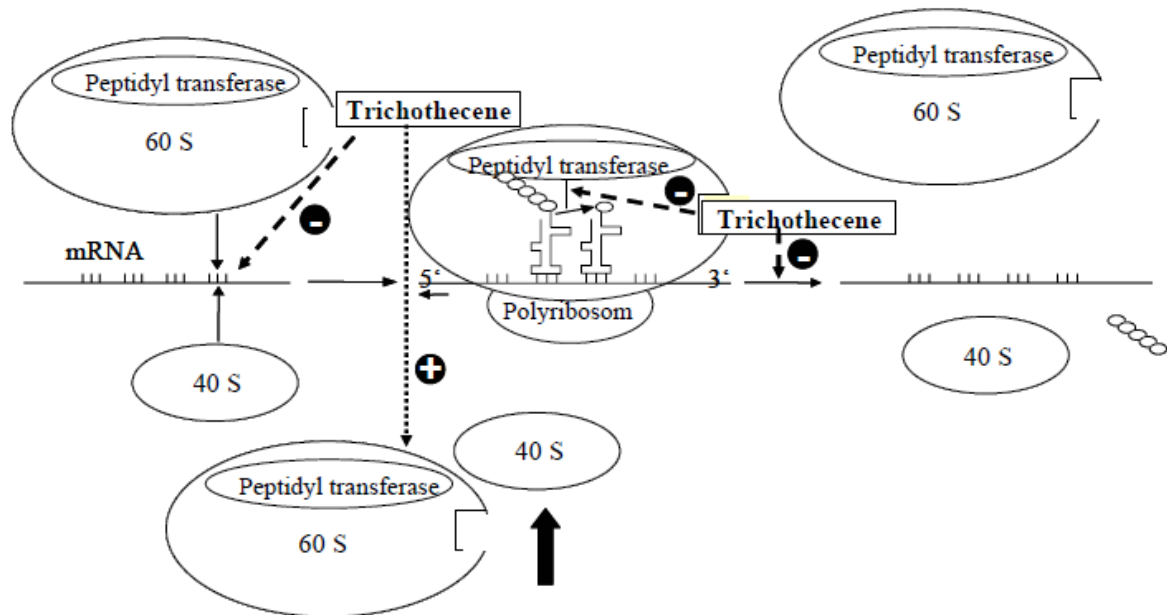 Peptidyl transferase
60 S
Trichothecene
-
mRNA
40 S
Peptidyl transferase
-
Trichothecene
-
5‘
3‘
Polyribosom
Peptidyl transferase
60 S
40 S
+
40 S
Peptidyl transferase
60 S